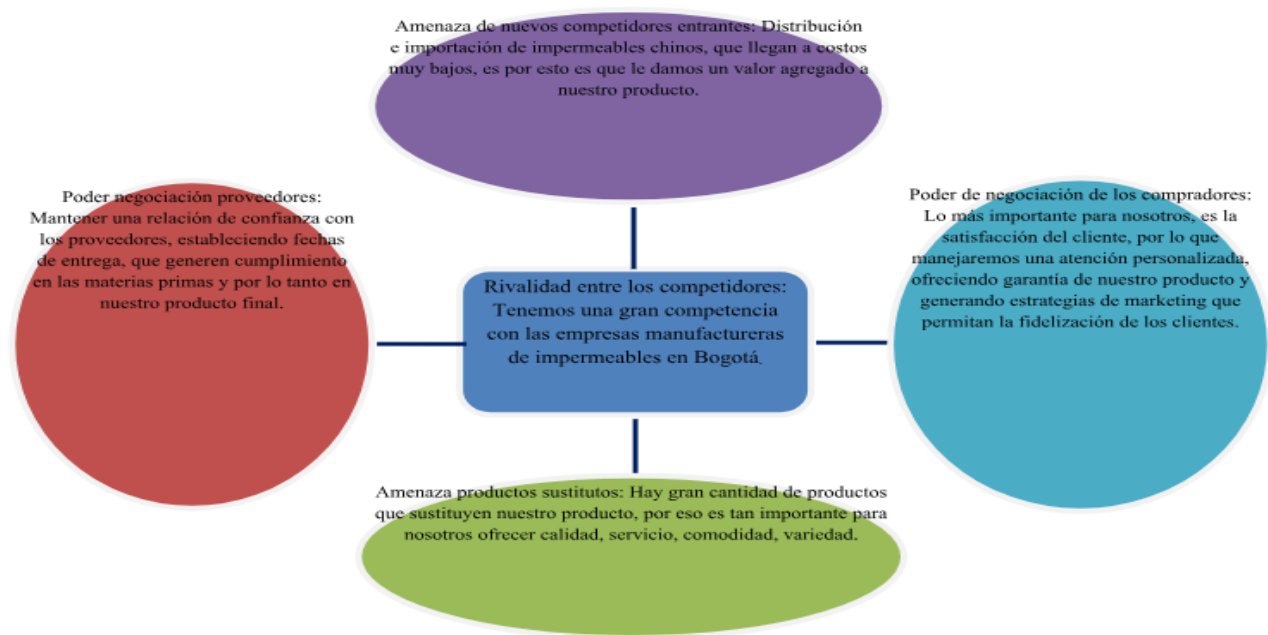 Amenaza de nuevos competidores entrantes: Distribución
e importación de impermeables chinos, que llegan a costos
muy bajos, es por esto es que le damos un valor agregado a
nuestro producto.
Poder negociación proveedores:
Mantener una relación de confianza con
los proveedores, estableciendo fechas
de entrega, que generen cumplimiento
en las materias primas y por lo tanto en
nuestro producto final.
Rivalidad entre los competidores:
Tenemos una gran competencia
con las empresas manufactureras
de impermeables en Bogotá.
Poder de negociación de los compradores:
Lo más importante para nosotros, es la
satisfacción del cliente, por lo que
manejaremos una atención personalizada,
ofreciendo garantía de nuestro producto y
generando estrategias de marketing que
permitan la fidelización de los clientes.
Amenaza productos sustitutos: Hay gran cantidad de productos
que sustituyen nuestro producto, por eso es tan importante para
nosotros ofrecer calidad, servicio, comodidad, variedad.